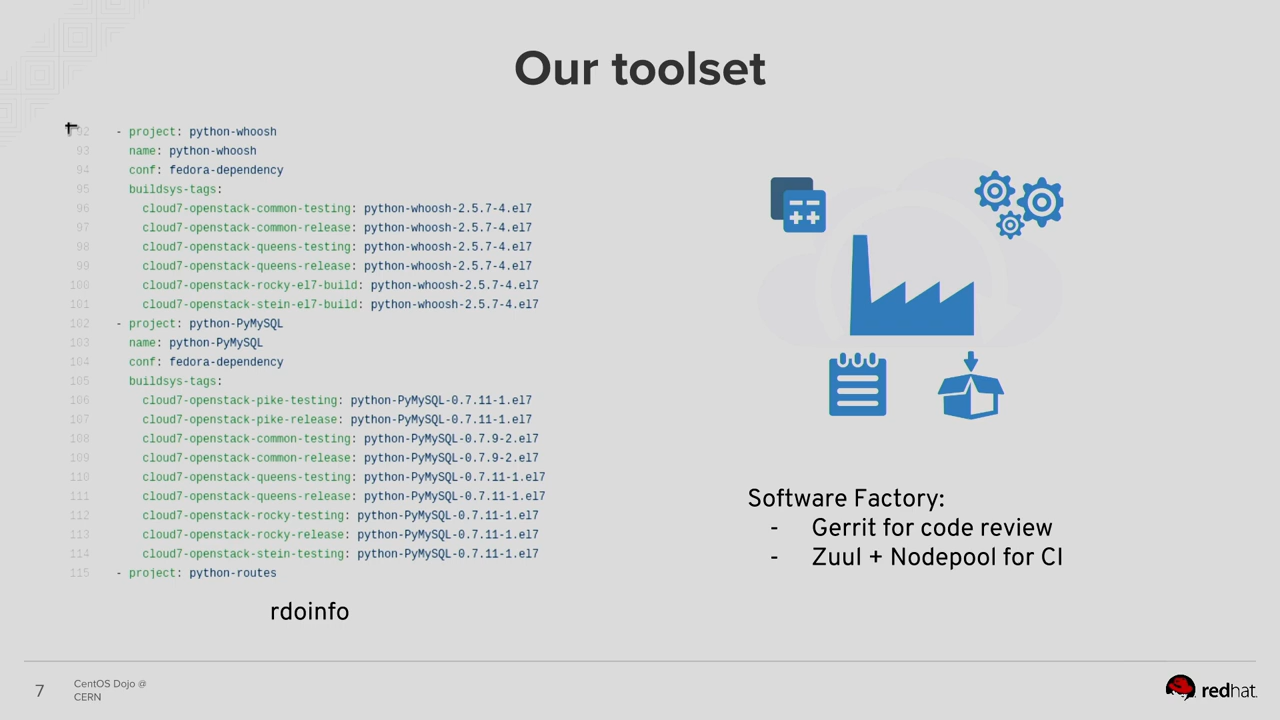 Our toolset
92 - project: python-whoosh
93 name: python-whoosh
94 conf: fedora-dependency
95 buildsys-tags:
96 cloud7-openstack-common-testing: python-whoosh-2.5.7-4.el7
97 cloud7-openstack-common-release: python-whoosh-2.5.7-4.el7
98 cloud7-openstack-queens-testing: python-whoosh-2.5.7-4.el7
99 cloud7-openstack-queens-release: python-whoosh-2.5.7-4.el7
100 cloud7-openstack-rocky-el7-build: python-whoosh-2.5.7-4.el7
101 cloud7-openstack-stein-el7-build: python-whoosh-2.5.7-4.el7
102 - project: python-PyMySQL
103 name: python-PyMySQL
104 conf: fedora-dependency
105 buildsys-tags:
106 cloud7-openstack-pike-testing: python-PyMySQL-0.7.11-1.el7
107 cloud7-openstack-pike-release: python-PyMySQL-0.7.11-1.el7
108 cloud7-openstack-common-testing: python-PyMySQL-0.7.9-2.el7
109 cloud7-openstack-common-release: python-PyMySQL-0.7.9-2.el7
110 cloud7-openstack-queens-testing: python-PyMySQL-0.7.11-1.el7
111 cloud7-openstack-queens-release: python-PyMySQL-0.7.11-1.el7
112 cloud7-openstack-rocky-testing: python-PyMySQL-0.7.11-1.el7
113 cloud7-openstack-rocky-release: python-PyMySQL-0.7.11-1.el7
114 cloud7-openstack-stein-testing: python-PyMySQL-0.7.11-1.el7
115 - project: python-routes
rdoinfo
Software Factory:
- Gerrit for code review
- Zuul + Nodepool for CI
7
CentOS Dojo @
CERN
redhat.